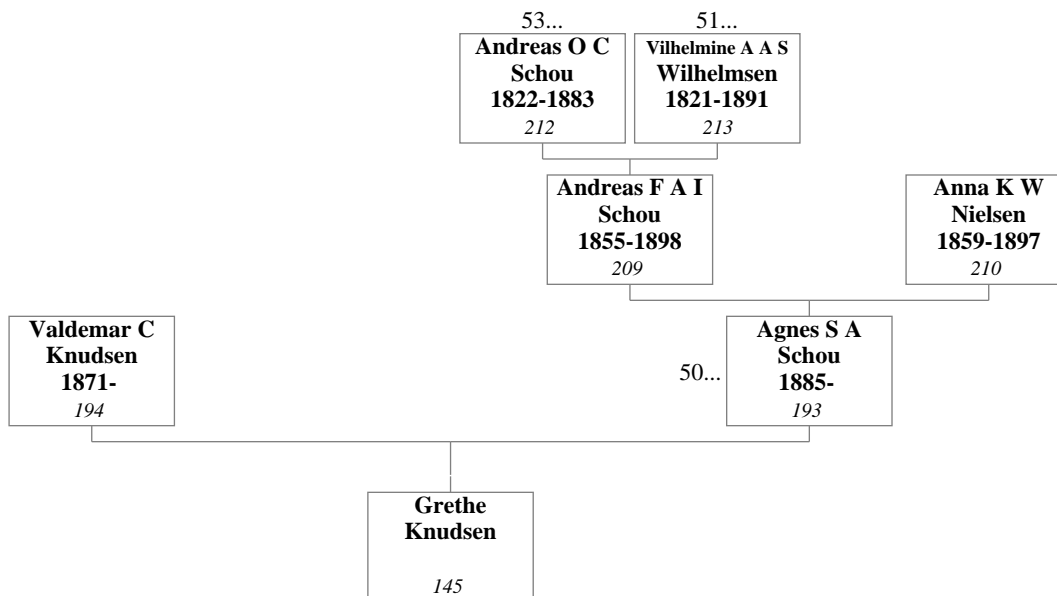 53...
51...
Andreas O C
Schou
1822-1883
212
Vilhelmine A A S
Wilhelmsen
1821-1891
213
Andreas F A I
Schou
1855-1898
209
Anna K W
Nielsen
1859-1897
210
Valdemar C
Knudsen
1871-
194
50...
Agnes S A
Schou
1885-
193
Grethe
Knudsen
145